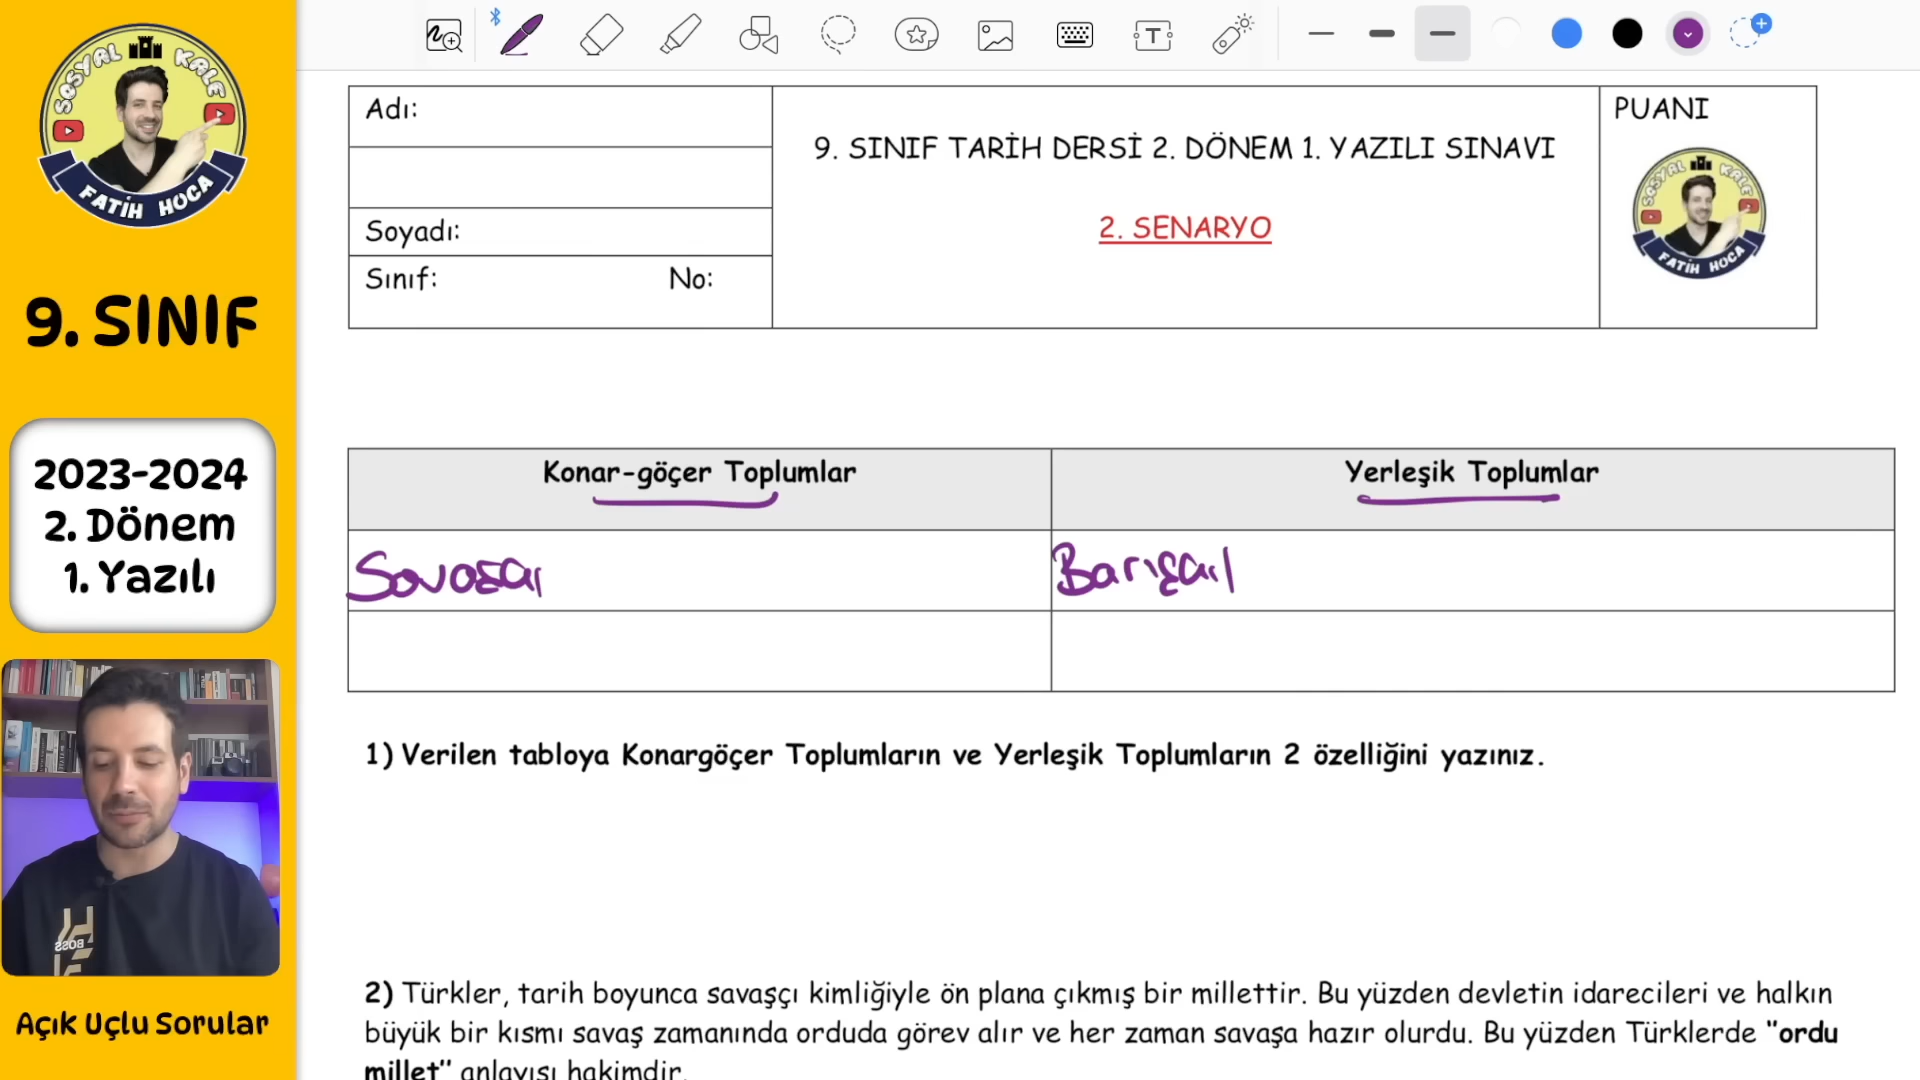 SOSYAL KALE
FATİH HOCA
9. SINIF
2023-2024
2. Dönem
1. Yazılı
BOSS
Açık Uçlu Sorular
T
Adı:
Soyadı:
Sınıf: No:
9. SINIF TARİH DERSİ 2. DÖNEM 1. YAZILI SINAVI
2. SENARYO
PUANI
SOSYAL KALE
FATİH HOCA
Konar-göçer Toplumlar Yerleşik Toplumlar
Barışçıl
1) Verilen tabloya Konargöçer Toplumların ve Yerleşik Toplumların 2 özelliğini yazınız.
2) Türkler, tarih boyunca savaşçı kimliğiyle ön plana çıkmış bir millettir. Bu yüzden devletin idarecileri ve halkın
büyük bir kısmı savaş zamanında orduda görev alır ve her zaman savaşa hazır olurdu. Bu yüzden Türklerde "ordu
millet" anlayışı hakimdir.